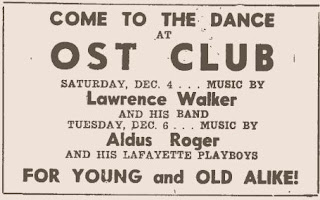 COME TO THE DANCE
AT
OST CLUB
SATURDAY, DEC. 4 . . . MUSIC BY
Lawrence Walker
AND HIS BAND
TUESDAY, DEC. 6 . . . MUSIC BY
Aldus Roger
AND HIS LAFAYETTE PLAYBOYS
FOR YOUNG and OLD ALIKE!